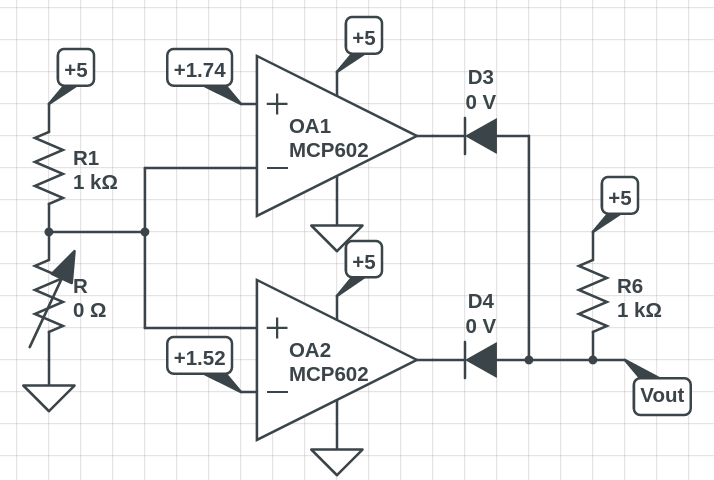 +5
+5
+1.74
D3
0 V
OA1
MCP602
R1
1 kΩ
+5
+5
R
0 Ω
D4
0 V
R6
1 kΩ
OA2
MCP602
+1.52
Vout